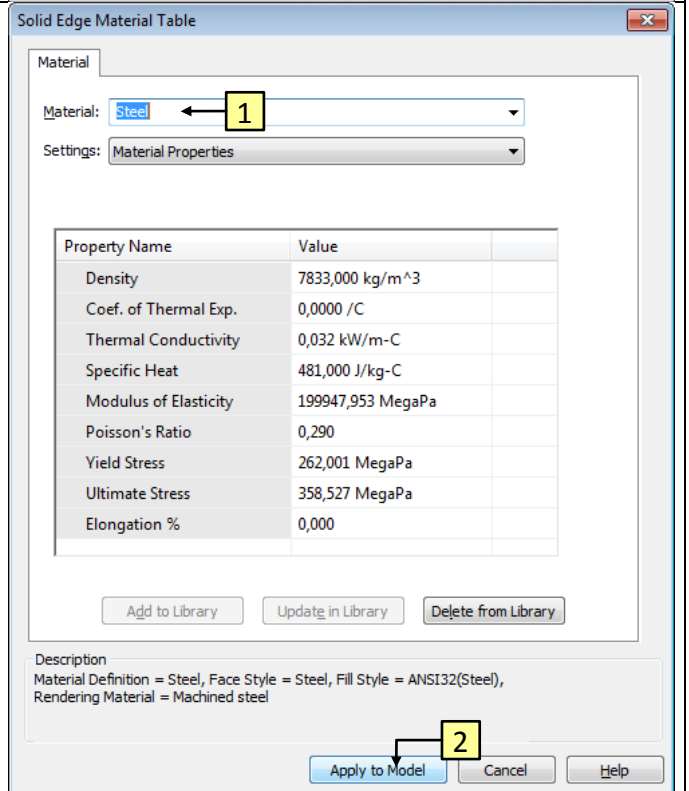 Solid Edge Material Table
Material
Material: Steel 1
Settings: Material Properties
Property Name Value
Density 7833,000 kg/m^3
Coef. of Thermal Exp. 0,0000 /C
Thermal Conductivity 0,032 kW/m-C
Specific Heat 481,000 J/kg-C
Modulus of Elasticity 199947,953 MegaPa
Poisson's Ratio 0,290
Yield Stress 262,001 MegaPa
Ultimate Stress 358,527 MegaPa
Elongation % 0,000
Add to Library Update in Library Delete from Library
Description
Material Definition = Steel, Face Style = Steel, Fill Style = ANSI32(Steel),
Rendering Material = Machined steel
2
Apply to Model Cancel Help